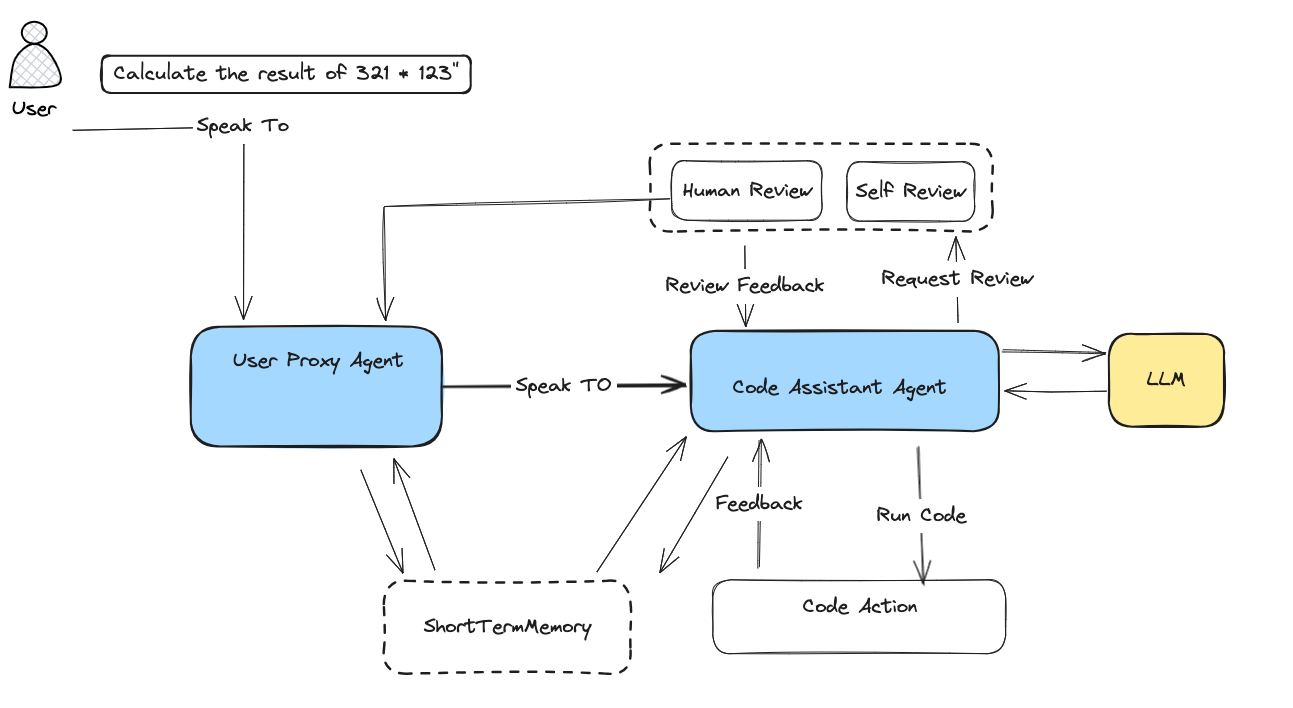 Calculate the result of 321 * 123"
User
Speak To
Human Review
Self Review
Review Feedback
Request Review
User Proxy Agent
Speak TO
Code Assistant Agent
LLM
Feedback
Run Code
ShortTermMemory
Code Action